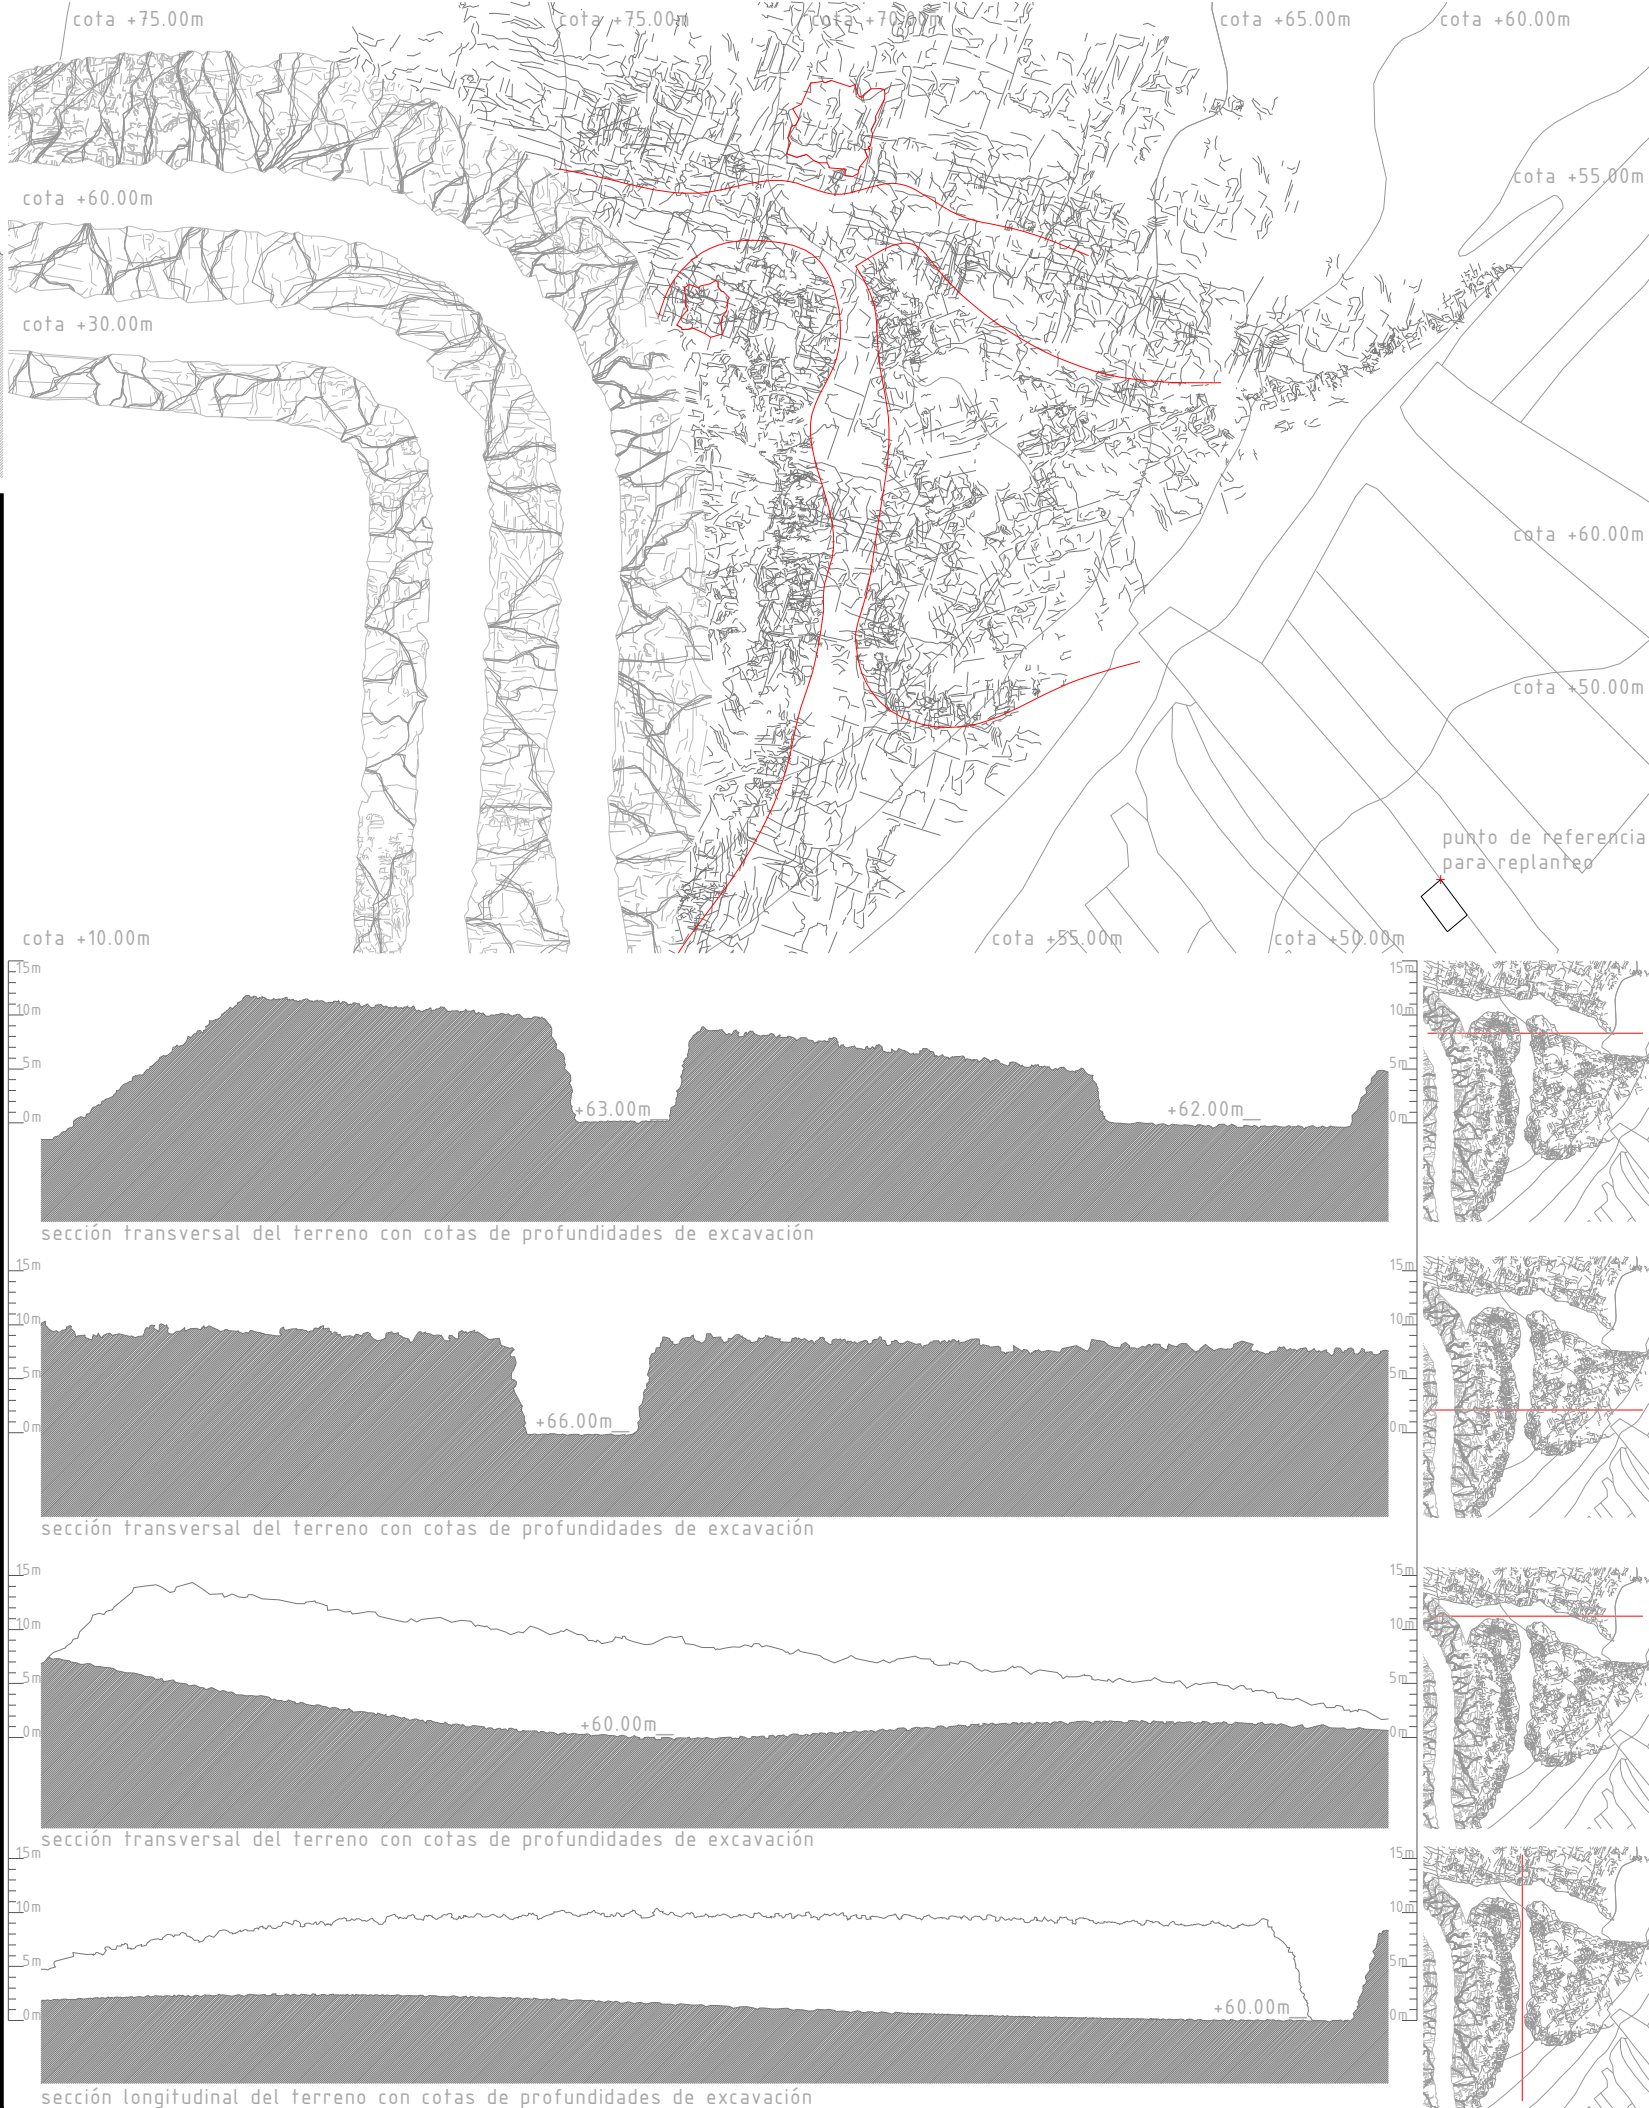 cota +75.00m
cota +75.00m
cota +70.00m
cota +65.00m
cota +60.00m
cota +55.00m
cota +60.00m
cota +30.00m
cota +60.00m
cota +50.00m
punto de referencia
para replanteo
cota +10.00m
cota +55.00m
cota +50.00m
15m
10m
5m
0m
+63.00m
+62.00m
15m
10m
5m
0m
sección transversal del terreno con cotas de profundidades de excavación
15m
10m
5m
0m
+66.00m
15m
10m
5m
0m
sección transversal del terreno con cotas de profundidades de excavación
15m
10m
5m
0m
+60.00m
15m
10m
5m
0m
sección transversal del terreno con cotas de profundidades de excavación
15m
10m
5m
0m
+60.00m
15m
10m
5m
0m
sección longitudinal del terreno con cotas de profundidades de excavación